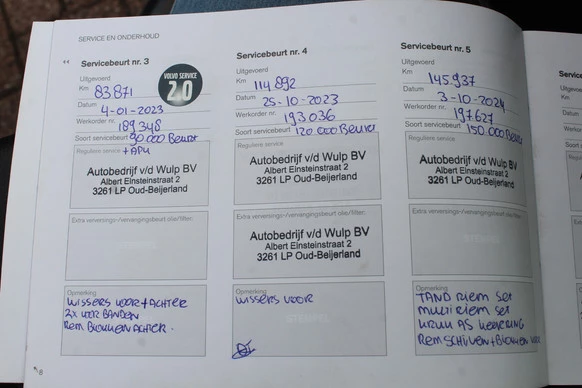 SERVICE EN ONDERHOUD
Servicebeurt nr. 3
Uitgevoerd
Km 83871
VOLVO SERVICE
2.0
Datum 4-01-2023
Werkorder nr. 189348
Soort servicebeurt 90.000 Beurt
+ APK
Reguliere service
Autobedrijf v/d Wulp BV
Albert Einsteinstraat 2
3261 LP Oud-Beijerland
Extra verversings-/vervangingsbeurt olie/filter:
Opmerking
WISSERS VOOR + ACHTER
2x VOOR BANDEN
Rem BLOKKEN ACHTER.
8
Servicebeurt nr. 4
Uitgevoerd
Km 114892
Datum 25-10-2023
Werkorder nr. 193036
Soort servicebeurt 120.000 Beurt
Reguliere service
Autobedrijf v/d Wulp BV
Albert Einsteinstraat 2
3261 LP Oud-Beijerland
Extra verversings-/vervangingsbeurt olie/filter:
Autobedrijf v/d Wulp BV
Albert Einsteinstraat 2
3261 LP Oud-Beijerland
Opmerking
WISSERS VOOR
Servicebeurt nr. 5
Uitgevoerd
Km 145937
Datum 3-10-2024
Werkorder nr. 197627
Soort servicebeurt 150.000 Beurt
Reguliere service
Autobedrijf v/d Wulp BV
Albert Einsteinstraat 2
3261 LP Oud-Beijerland
Extra verversings-/vervangingsbeurt olie/filter:
Opmerking
TAND RIEM SET
MULTI RIEM SET
KRUK AS KEERRING
REM SCHIJVEN + BLOKKEN